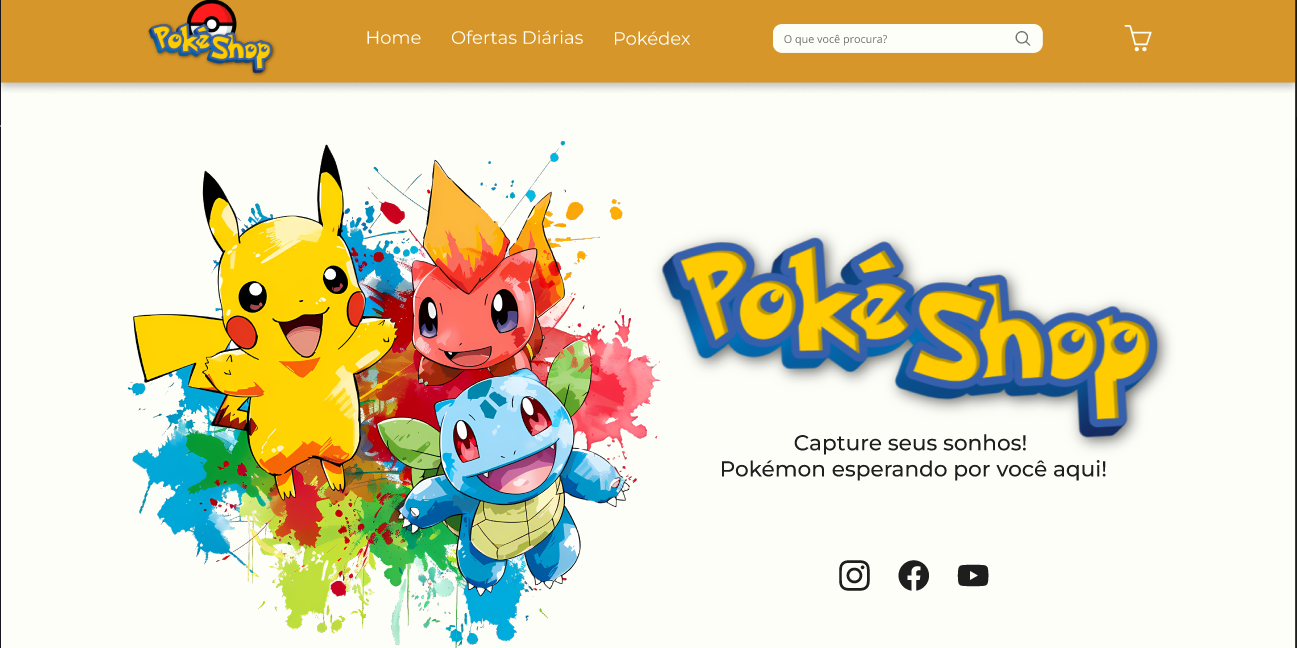 PokéShop
Home
Ofertas Diárias
Pokédex
O que você procura?
PokéShop
Capture seus sonhos!
Pokémon esperando por você aqui!